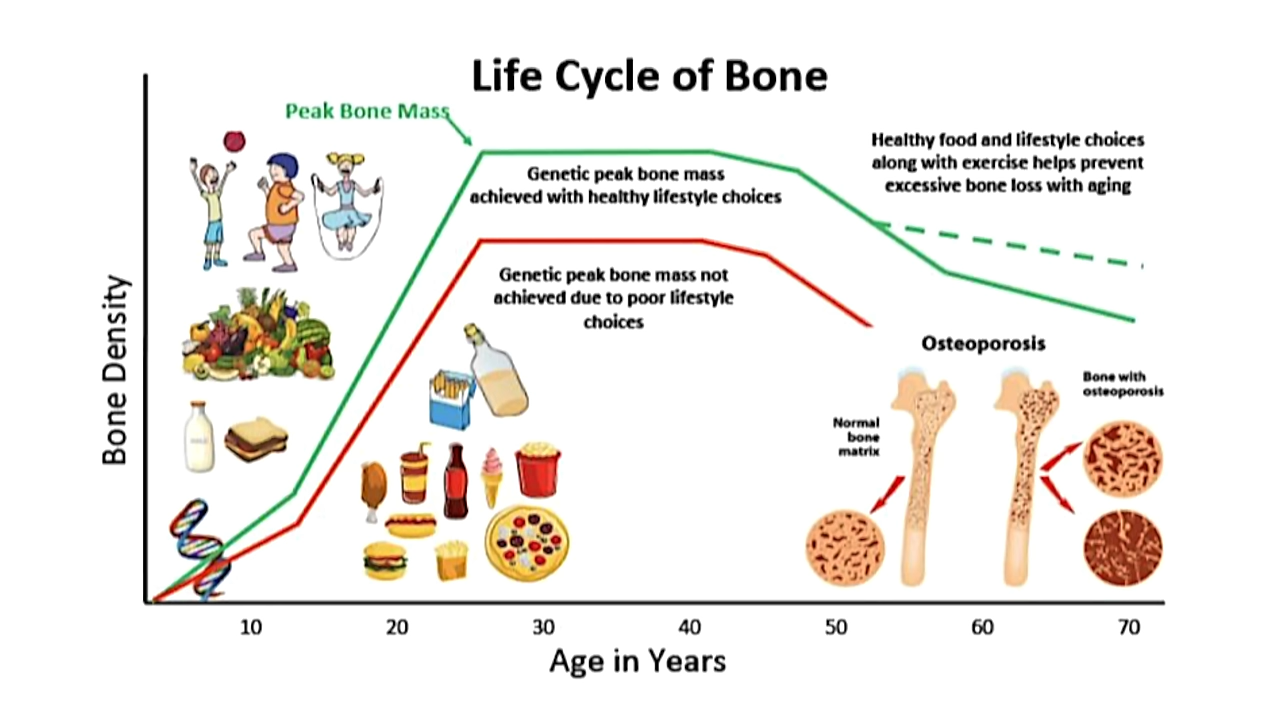 Life Cycle of Bone
Peak Bone Mass
Healthy food and lifestyle choices
along with exercise helps prevent
excessive bone loss with aging
Genetic peak bone mass
achieved with healthy lifestyle choices
Genetic peak bone mass not
achieved due to poor lifestyle
choices
Osteoporosis
Bone with
osteoporosis
Normal
bone
matrix
Bone Density
10 20 30 40 50 60 70
Age in Years